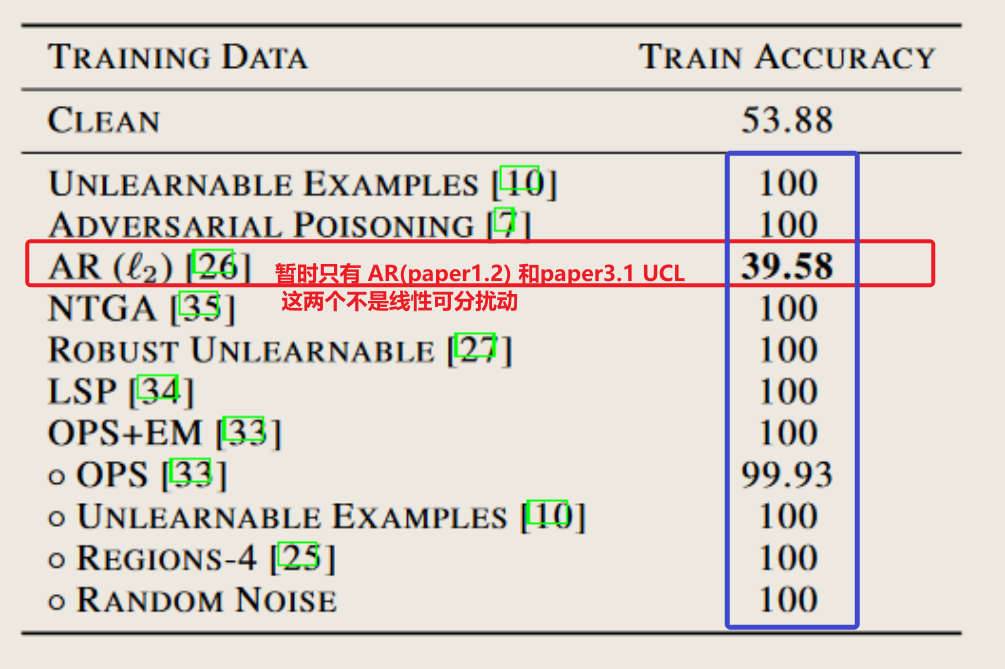 TRAINING DATA TRAIN ACCURACY
CLEAN 53.88
UNLEARNABLE EXAMPLES [10] 100
ADVERSARIAL POISONING [7] 100
AR (ℓ₂) [26] 39.58
暂时只有 AR(paper1.2) 和paper3.1 UCL
这两个不是线性可分扰动
NTGA [35] 100
ROBUST UNLEARNABLE [27] 100
LSP [34] 100
OPS+EM [33] 100
○ OPS [33] 99.93
○ UNLEARNABLE EXAMPLES [10] 100
○ REGIONS-4 [25] 100
○ RANDOM NOISE 100